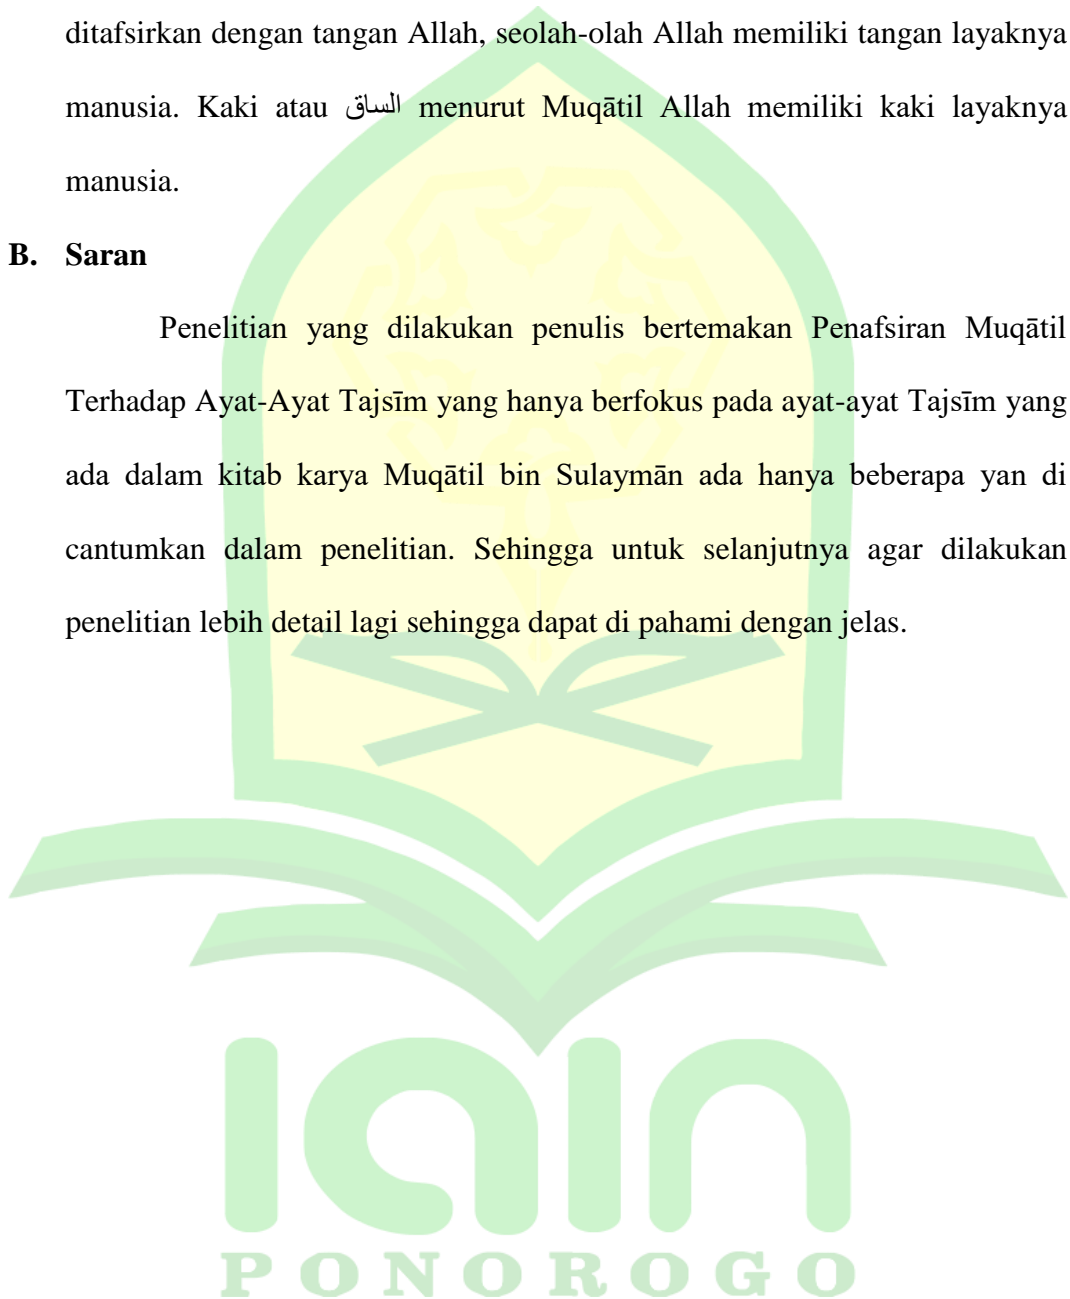 ditafsirkan dengan tangan Allah, seolah-olah Allah memiliki tangan layaknya
manusia. Kaki atau الساق menurut Muqātil Allah memiliki kaki layaknya
manusia.
B. Saran
Penelitian yang dilakukan penulis bertemakan Penafsiran Muqātil
Terhadap Ayat-Ayat Tajsīm yang hanya berfokus pada ayat-ayat Tajsīm yang
ada dalam kitab karya Muqātil bin Sulaymān ada hanya beberapa yan di
cantumkan dalam penelitian. Sehingga untuk selanjutnya agar dilakukan
penelitian lebih detail lagi sehingga dapat di pahami dengan jelas.
iain
PONOROGO